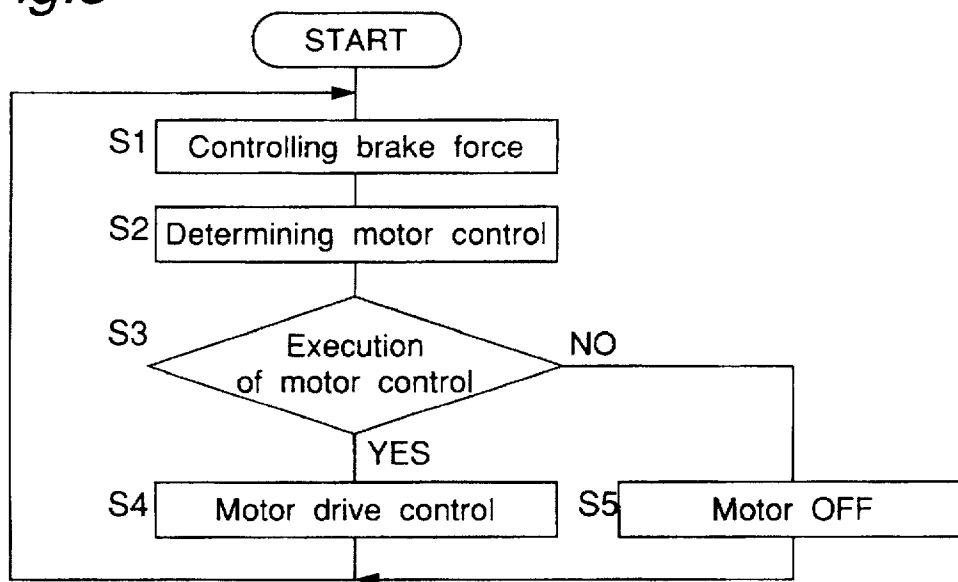 START
S1 Controlling brake force
S2 Determining motor control
S3 Execution
of motor control
NO
YES
S4 Motor drive control
S5 Motor OFF